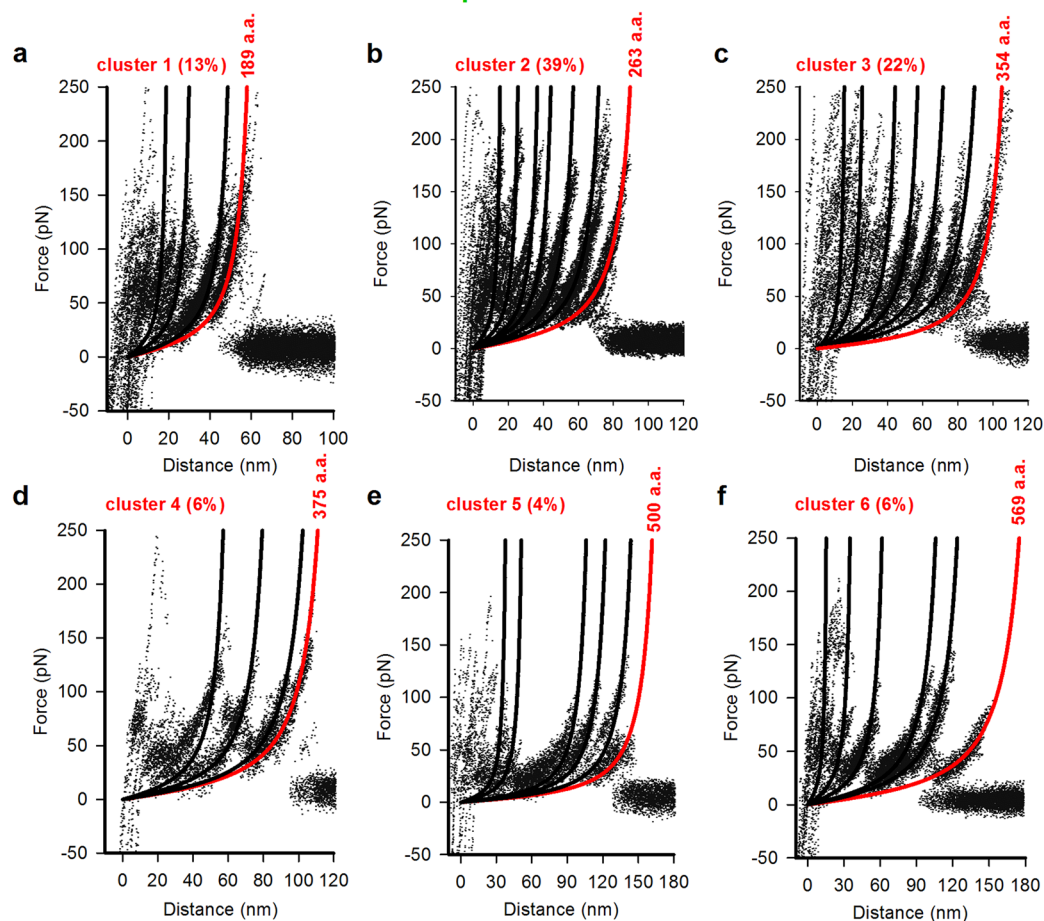 a
cluster 1 (13%)
189 a.a.
250
200
150
100
50
0
-50
Force (pN)
0 20 40 60 80 100
Distance (nm)
b
cluster 2 (39%)
263 a.a.
250
200
150
100
50
0
-50
Force (pN)
0 20 40 60 80 100 120
Distance (nm)
c
cluster 3 (22%)
354 a.a.
250
200
150
100
50
0
-50
Force (pN)
0 20 40 60 80 100 120
Distance (nm)
d
cluster 4 (6%)
375 a.a.
250
200
150
100
50
0
-50
Force (pN)
0 20 40 60 80 100 120
Distance (nm)
e
cluster 5 (4%)
500 a.a.
250
200
150
100
50
0
-50
Force (pN)
0 30 60 90 120 150 180
Distance (nm)
f
cluster 6 (6%)
569 a.a.
250
200
150
100
50
0
-50
Force (pN)
0 30 60 90 120 150 180
Distance (nm)